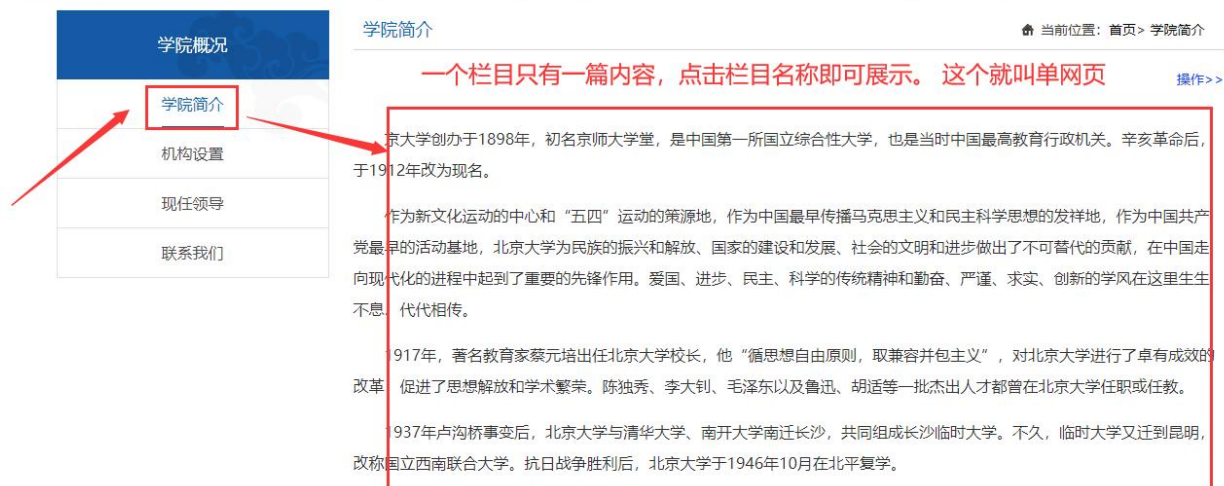 学院概况
学院简介
机构设置
现任领导
联系我们
学院简介
当前位置：首页> 学院简介
一个栏目只有一篇内容，点击栏目名称即可展示。 这个就叫单网页
操作>>
京大学创办于1898年，初名京师大学堂，是中国第一所国立综合性大学，也是当时中国最高教育行政机关。辛亥革命后，
于1912年改为现名。
作为新文化运动的中心和“五四”运动的策源地，作为中国最早传播马克思主义和民主科学思想的发祥地，作为中国共产
党最早的活动基地，北京大学为民族的振兴和解放、国家的建设和发展、社会的文明和进步做出了不可替代的贡献，在中国走
向现代化的进程中起到了重要的先锋作用。爱国、进步、民主、科学的传统精神和勤奋、严谨、求实、创新的学风在这里生生
不息、代代相传。
1917年，著名教育家蔡元培出任北京大学校长，他“循思想自由原则，取兼容并包主义”，对北京大学进行了卓有成效的
改革，促进了思想解放和学术繁荣。陈独秀、李大钊、毛泽东以及鲁迅、胡适等一批杰出人才都曾在北京大学任职或任教。
1937年卢沟桥事变后，北京大学与清华大学、南开大学南迁长沙，共同组成长沙临时大学。不久，临时大学又迁到昆明，
改称国立西南联合大学。抗日战争胜利后，北京大学于1946年10月在北平复学。